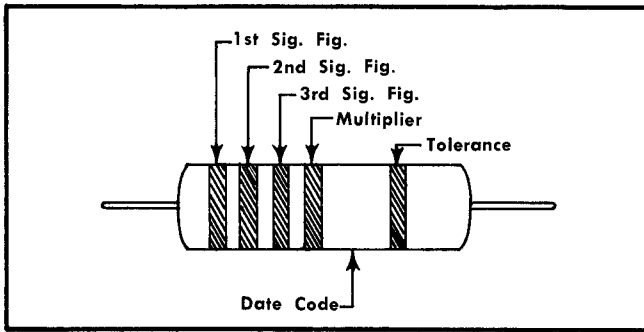 1st Sig. Fig.
2nd Sig. Fig.
3rd Sig. Fig.
Multiplier
Tolerance
Date Code